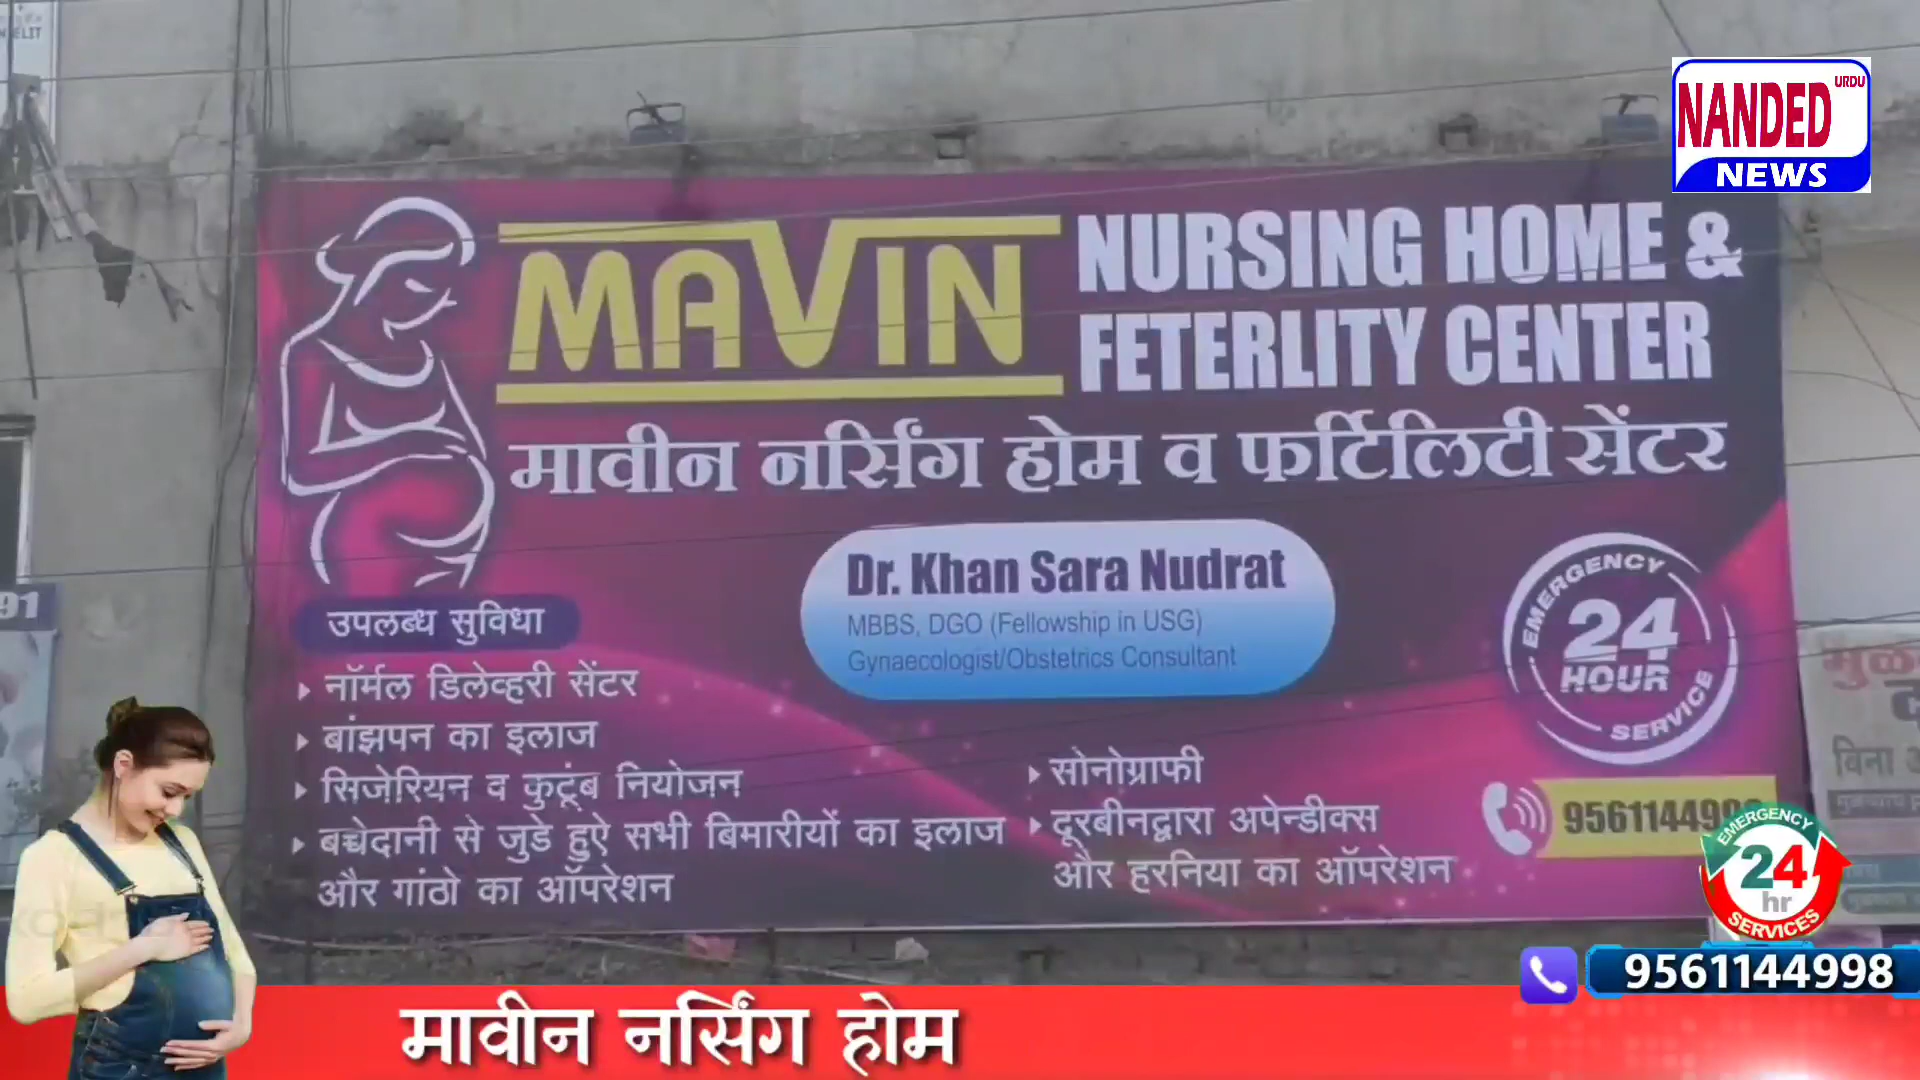 URDU
NANDED
NEWS
MAVIN
NURSING HOME &
FETERLITY CENTER
मावीन नर्सिंग होम व फर्टिलिटी सेंटर
Dr. Khan Sara Nudrat
MBBS, DGO (Fellowship in USG)
Gynaecologist/Obstetrics Consultant
EMERGENCY
24
HOUR
SERVICE
उपलब्ध सुविधा
नॉर्मल डिलेव्हरी सेंटर
बांझपन का इलाज
सिजेरियन व कुटूंब नियोजन
बच्चेदानी से जुडे हुऐ सभी बिमारीयों का इलाज
और गांठो का ऑपरेशन
सोनोग्राफी
दूरबीनद्वारा अपेन्डीक्स
और हरनिया का ऑपरेशन
95611449
91
विना
EMERGENCY
24
hr
SERVICES
9561144998
मावीन नर्सिंग होम